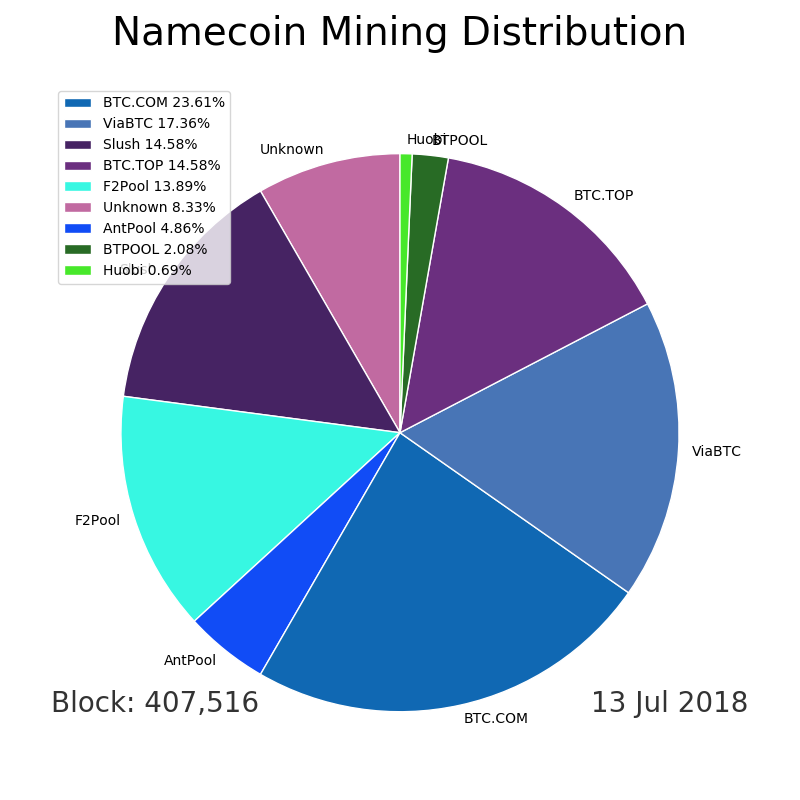 Namecoin Mining Distribution
BTC.COM 23.61%
ViaBTC 17.36%
Slush 14.58%
BTC.TOP 14.58%
F2Pool 13.89%
Unknown 8.33%
AntPool 4.86%
BTPOOL 2.08%
Huobi 0.69%
Unknown
Huobi
BTPOOL
BTC.TOP
ViaBTC
F2Pool
AntPool
BTC.COM
Block: 407,516
13 Jul 2018